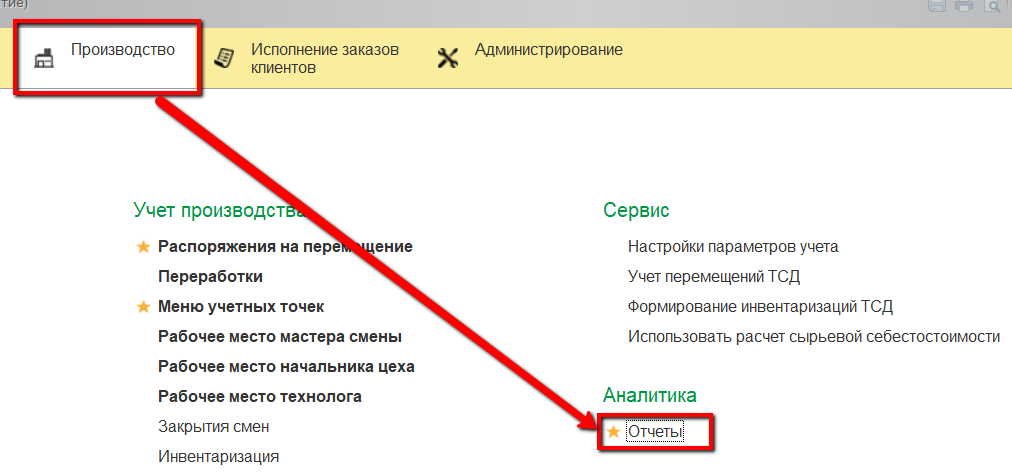 тие)
Производство
Исполнение заказов
клиентов
Администрирование
Учет производства
Распоряжения на перемещение
Переработки
Меню учетных точек
Рабочее место мастера смены
Рабочее место начальника цеха
Рабочее место технолога
Закрытия смен
Инвентаризация
Сервис
Настройки параметров учета
Учет перемещений ТСД
Формирование инвентаризаций ТСД
Использовать расчет сырьевой себестостоимости
Аналитика
Отчеты